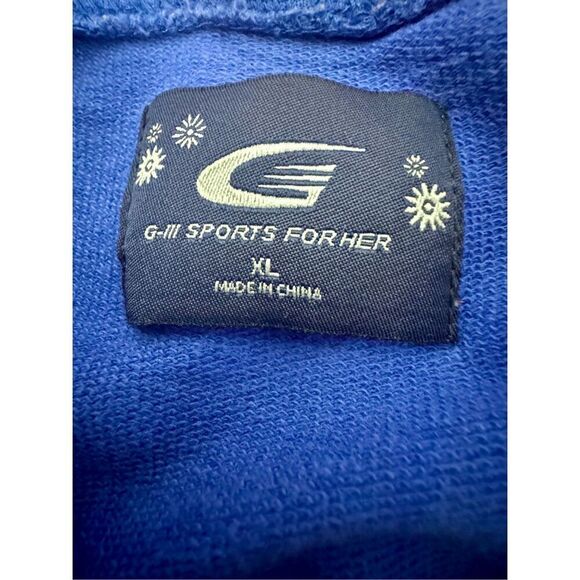 G-III SPORTS FOR HER
XL
MADE IN CHINA